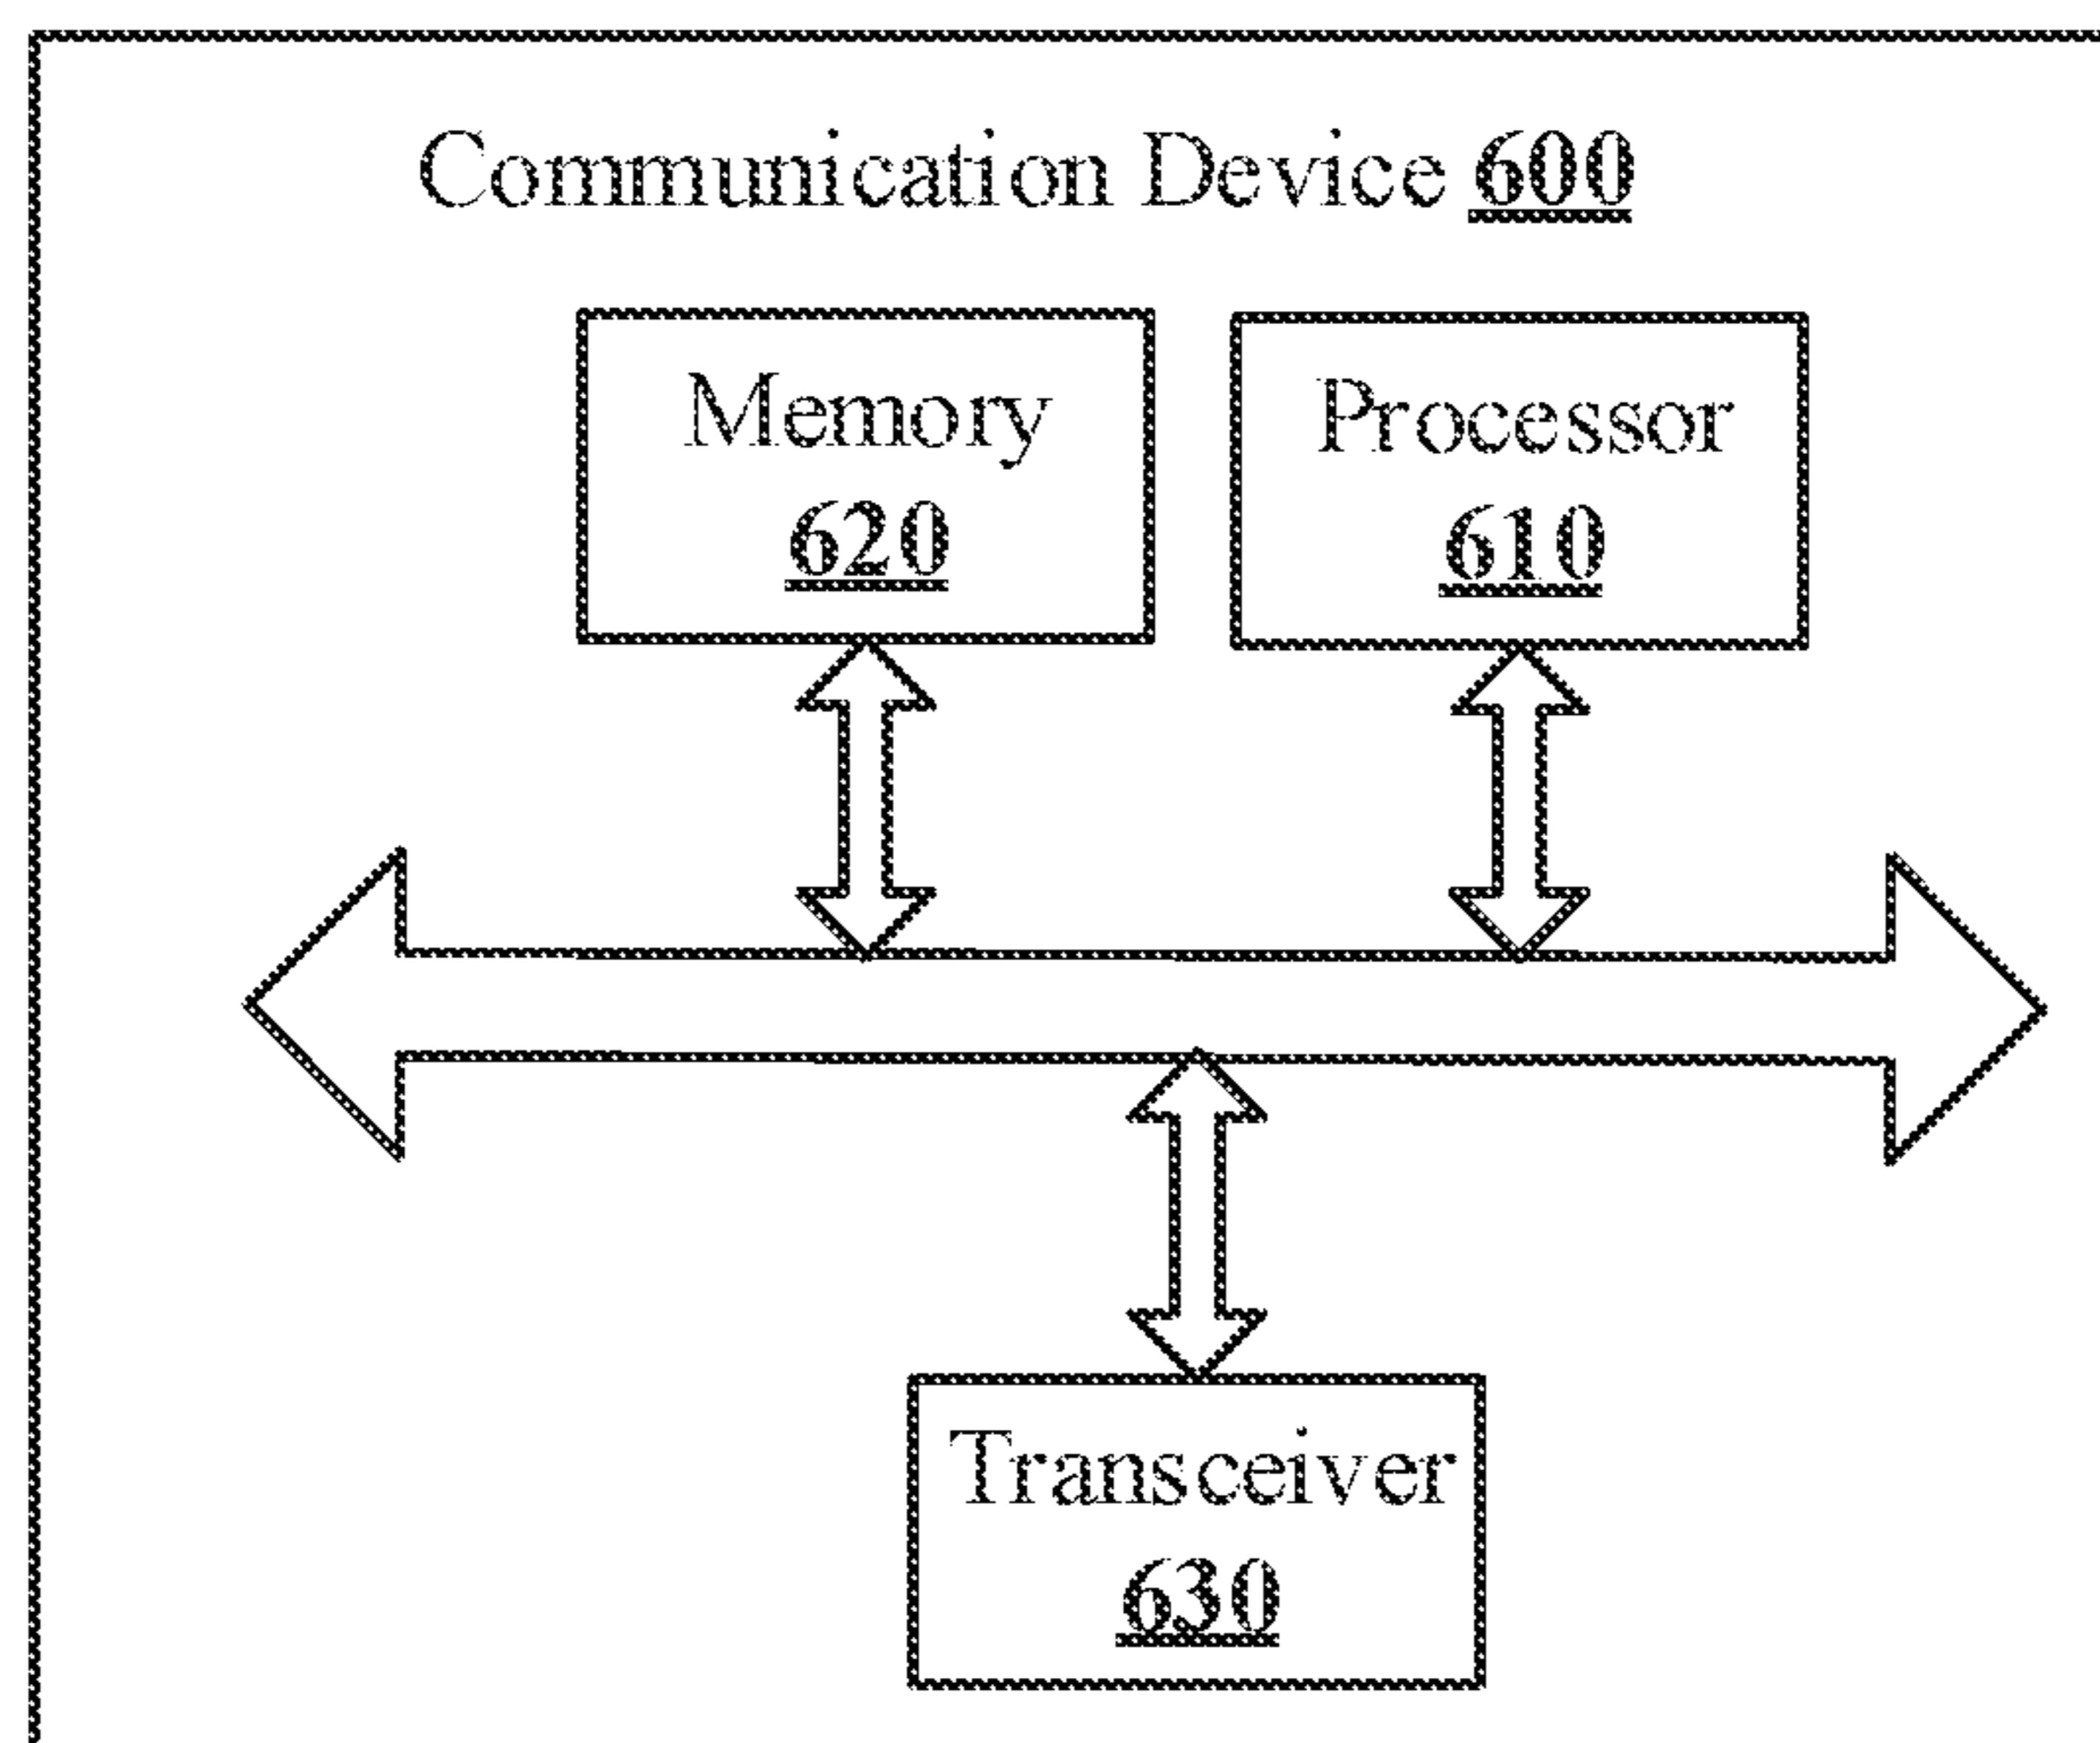 Communication Device 600
Memory
620
Processor
610
Transceiver
630